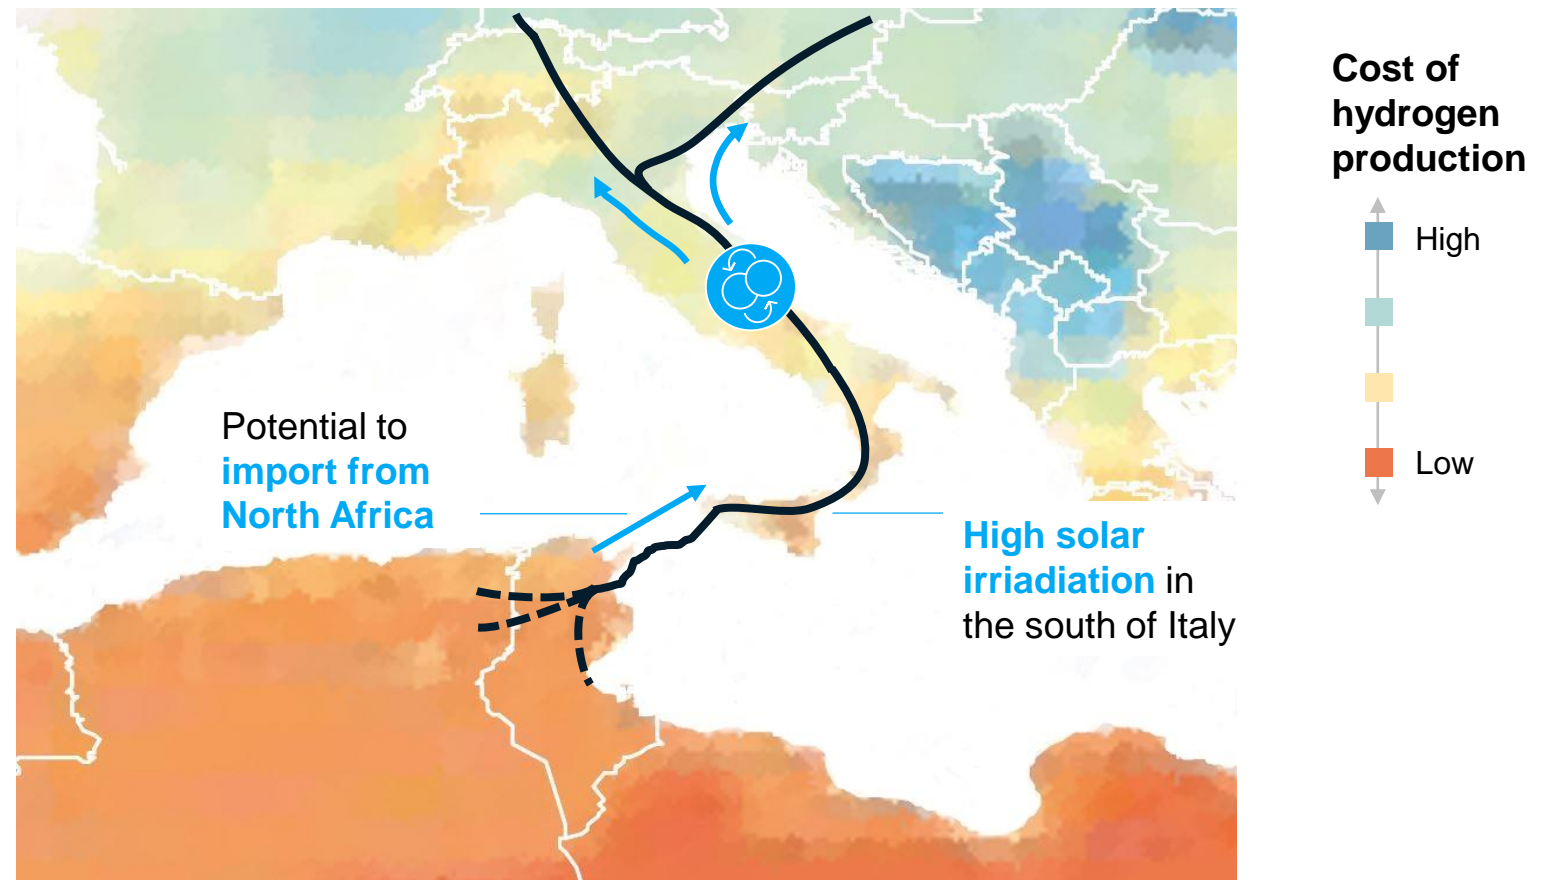 Cost of
hydrogen
production
High
Low
Potential to
import from
North Africa
High solar
irriadiation in
the south of Italy